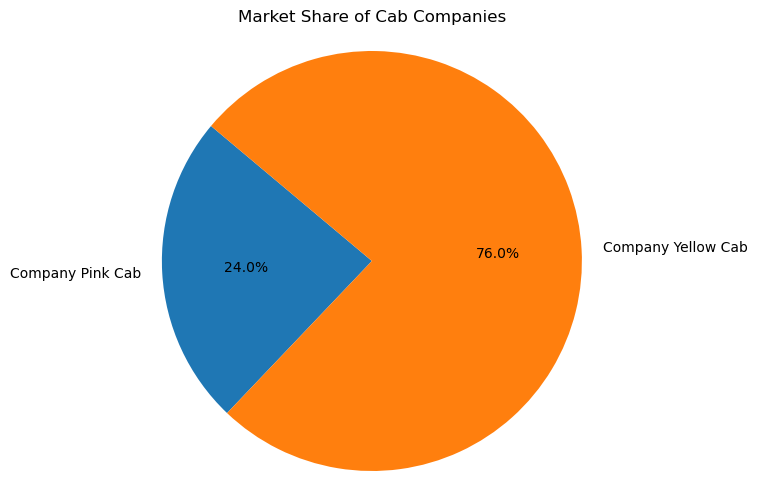 Market Share of Cab Companies
Company Yellow Cab
76.0%
24.0%
Company Pink Cab